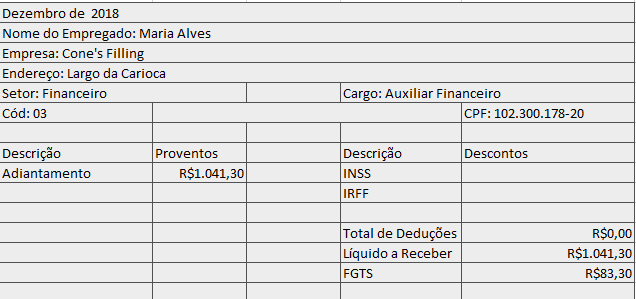 Dezembro de  2018
Nome do Empregado: Maria Alves
Empresa: Cone's Filling
Endereço: Largo da Carioca
Setor: Financeiro Cargo: Auxiliar Financeiro
Cód: 03 CPF: 102.300.178-20
Descrição Proventos Descrição Descontos
Adiantamento R$1.041,30 INSS
IRFF
Total de Deduções R$0,00
Líquido a Receber R$1.041,30
FGTS R$83,30